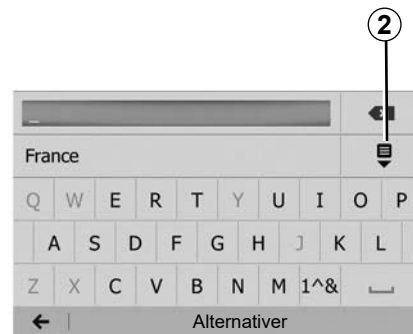 2
_
France
Q W E R T Y U I O P
A S D F G H J K L
Z X C V B N M 1^&
Alternativer